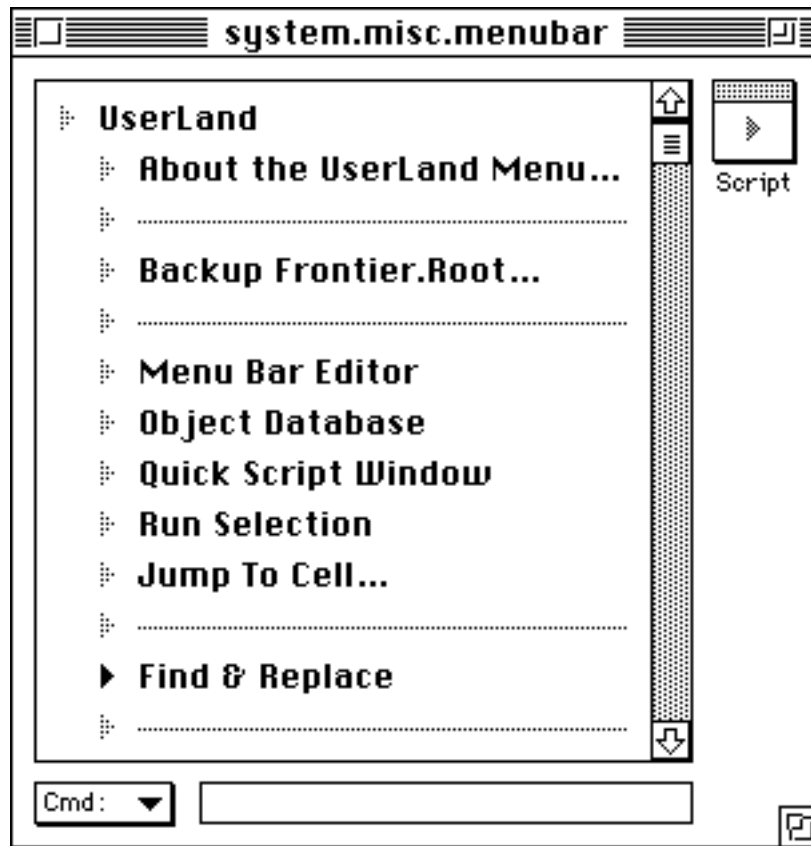 system.misc.menubar
UserLand
About the UserLand Menu...
Backup Frontier.Root...
Menu Bar Editor
Object Database
Quick Script Window
Run Selection
Jump To Cell...
Find & Replace
Script
Cmd: